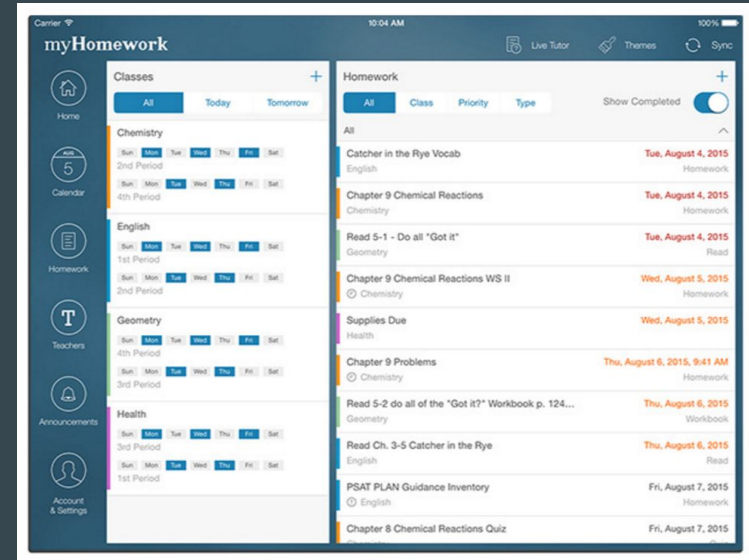 Carrier 10:04 AM 100%
myHomework Live Tutor Themes Sync
Home
AUG
5
Calendar
Homework
T
Teachers
Announcements
Account
& Settings
Classes +
All Today Tomorrow
Chemistry
Sun Mon Tue Wed Thu Fri Sat
2nd Period
Sun Mon Tue Wed Thu Fri Sat
4th Period
English
Sun Mon Tue Wed Thu Fri Sat
1st Period
Sun Mon Tue Wed Thu Fri Sat
2nd Period
Geometry
Sun Mon Tue Wed Thu Fri Sat
4th Period
Sun Mon Tue Wed Thu Fri Sat
3rd Period
Health
Sun Mon Tue Wed Thu Fri Sat
3rd Period
Sun Mon Tue Wed Thu Fri Sat
1st Period
Homework +
All Class Priority Type Show Completed
All
Catcher in the Rye Vocab Tue, August 4, 2015
English Homework
Chapter 9 Chemical Reactions Tue, August 4, 2015
Chemistry Homework
Read 5-1 - Do all "Got it" Tue, August 4, 2015
Geometry Read
Chapter 9 Chemical Reactions WS II Wed, August 5, 2015
Chemistry Homework
Supplies Due Wed, August 5, 2015
Health
Chapter 9 Problems Thu, August 6, 2015, 9:41 AM
Chemistry Homework
Read 5-2 do all of the "Got it?" Workbook p. 124... Thu, August 6, 2015
Geometry Workbook
Read Ch. 3-5 Catcher in the Rye Thu, August 6, 2015
English Read
PSAT PLAN Guidance Inventory Fri, August 7, 2015
English Homework
Chapter 8 Chemical Reactions Quiz Fri, August 7, 2015